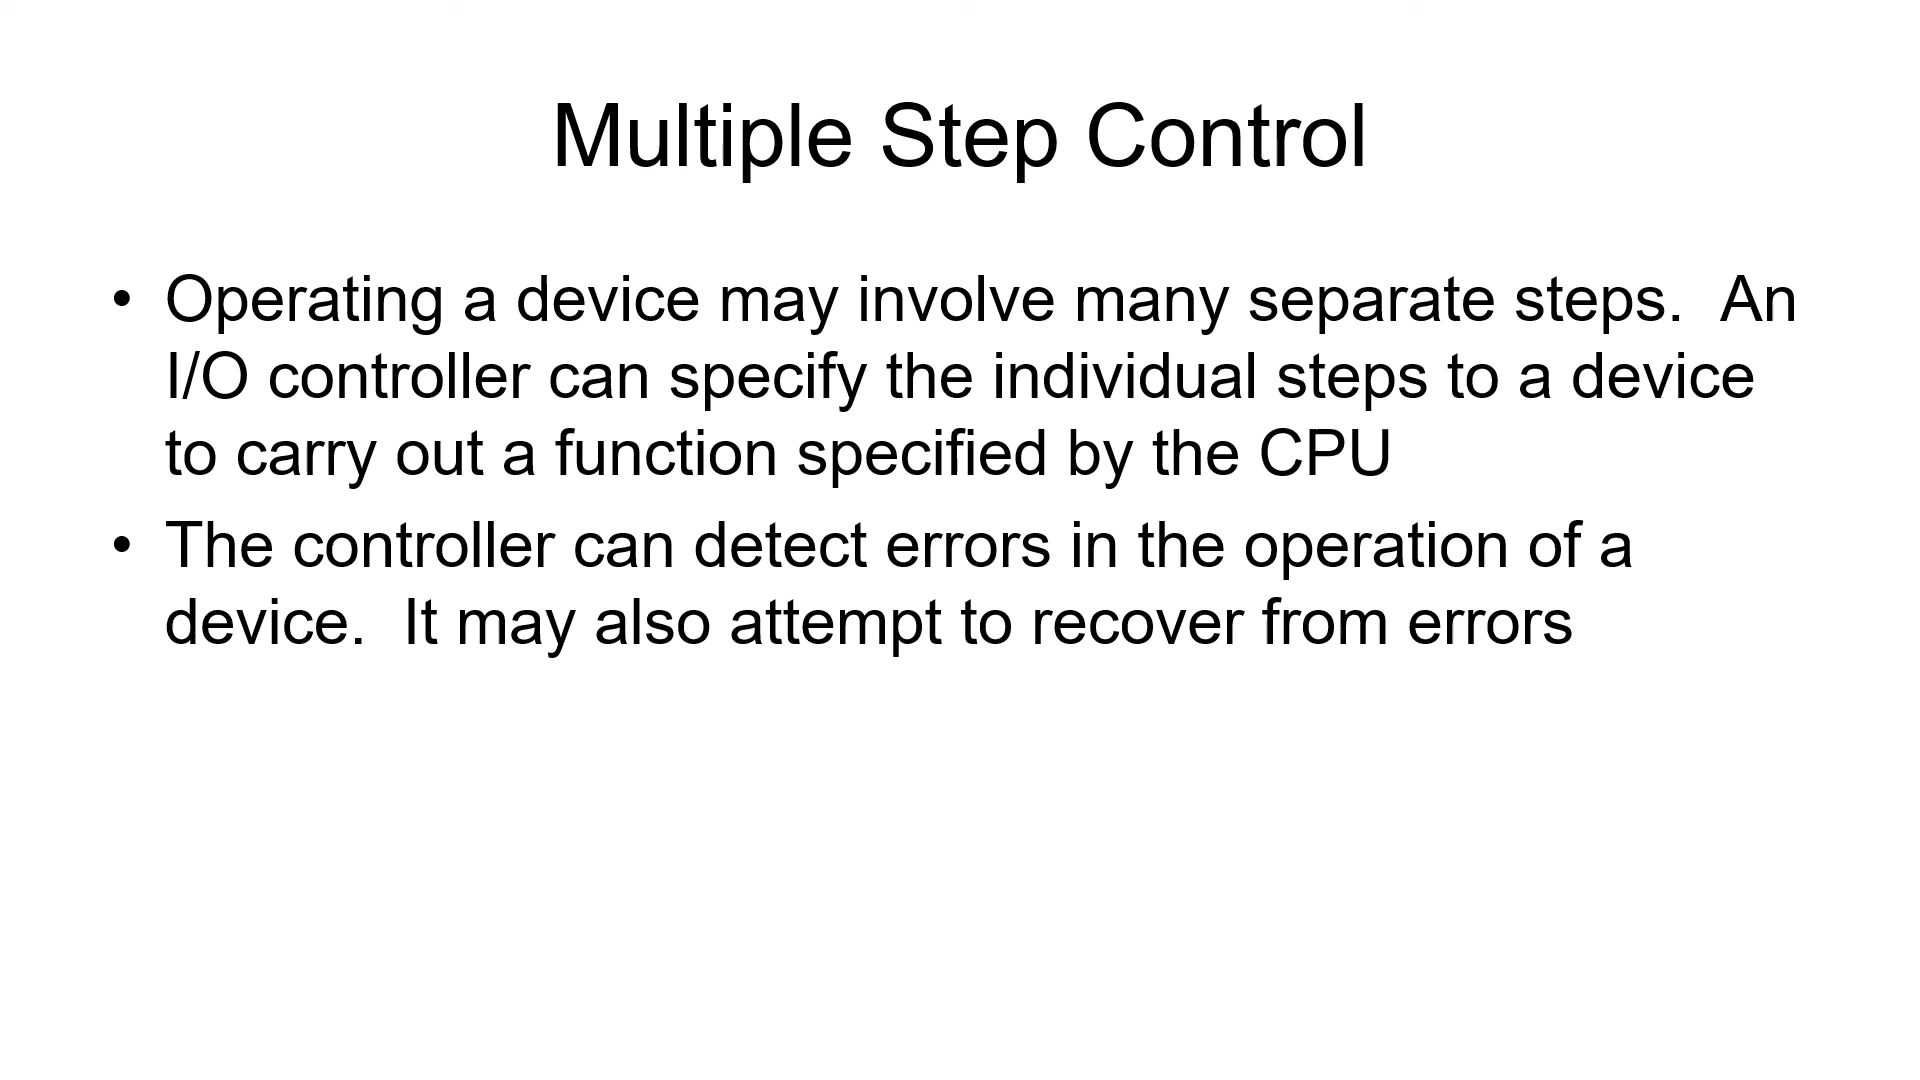 Multiple Step Control
• Operating a device may involve many separate steps.  An
I/O controller can specify the individual steps to a device
to carry out a function specified by the CPU
• The controller can detect errors in the operation of a
device.  It may also attempt to recover from errors